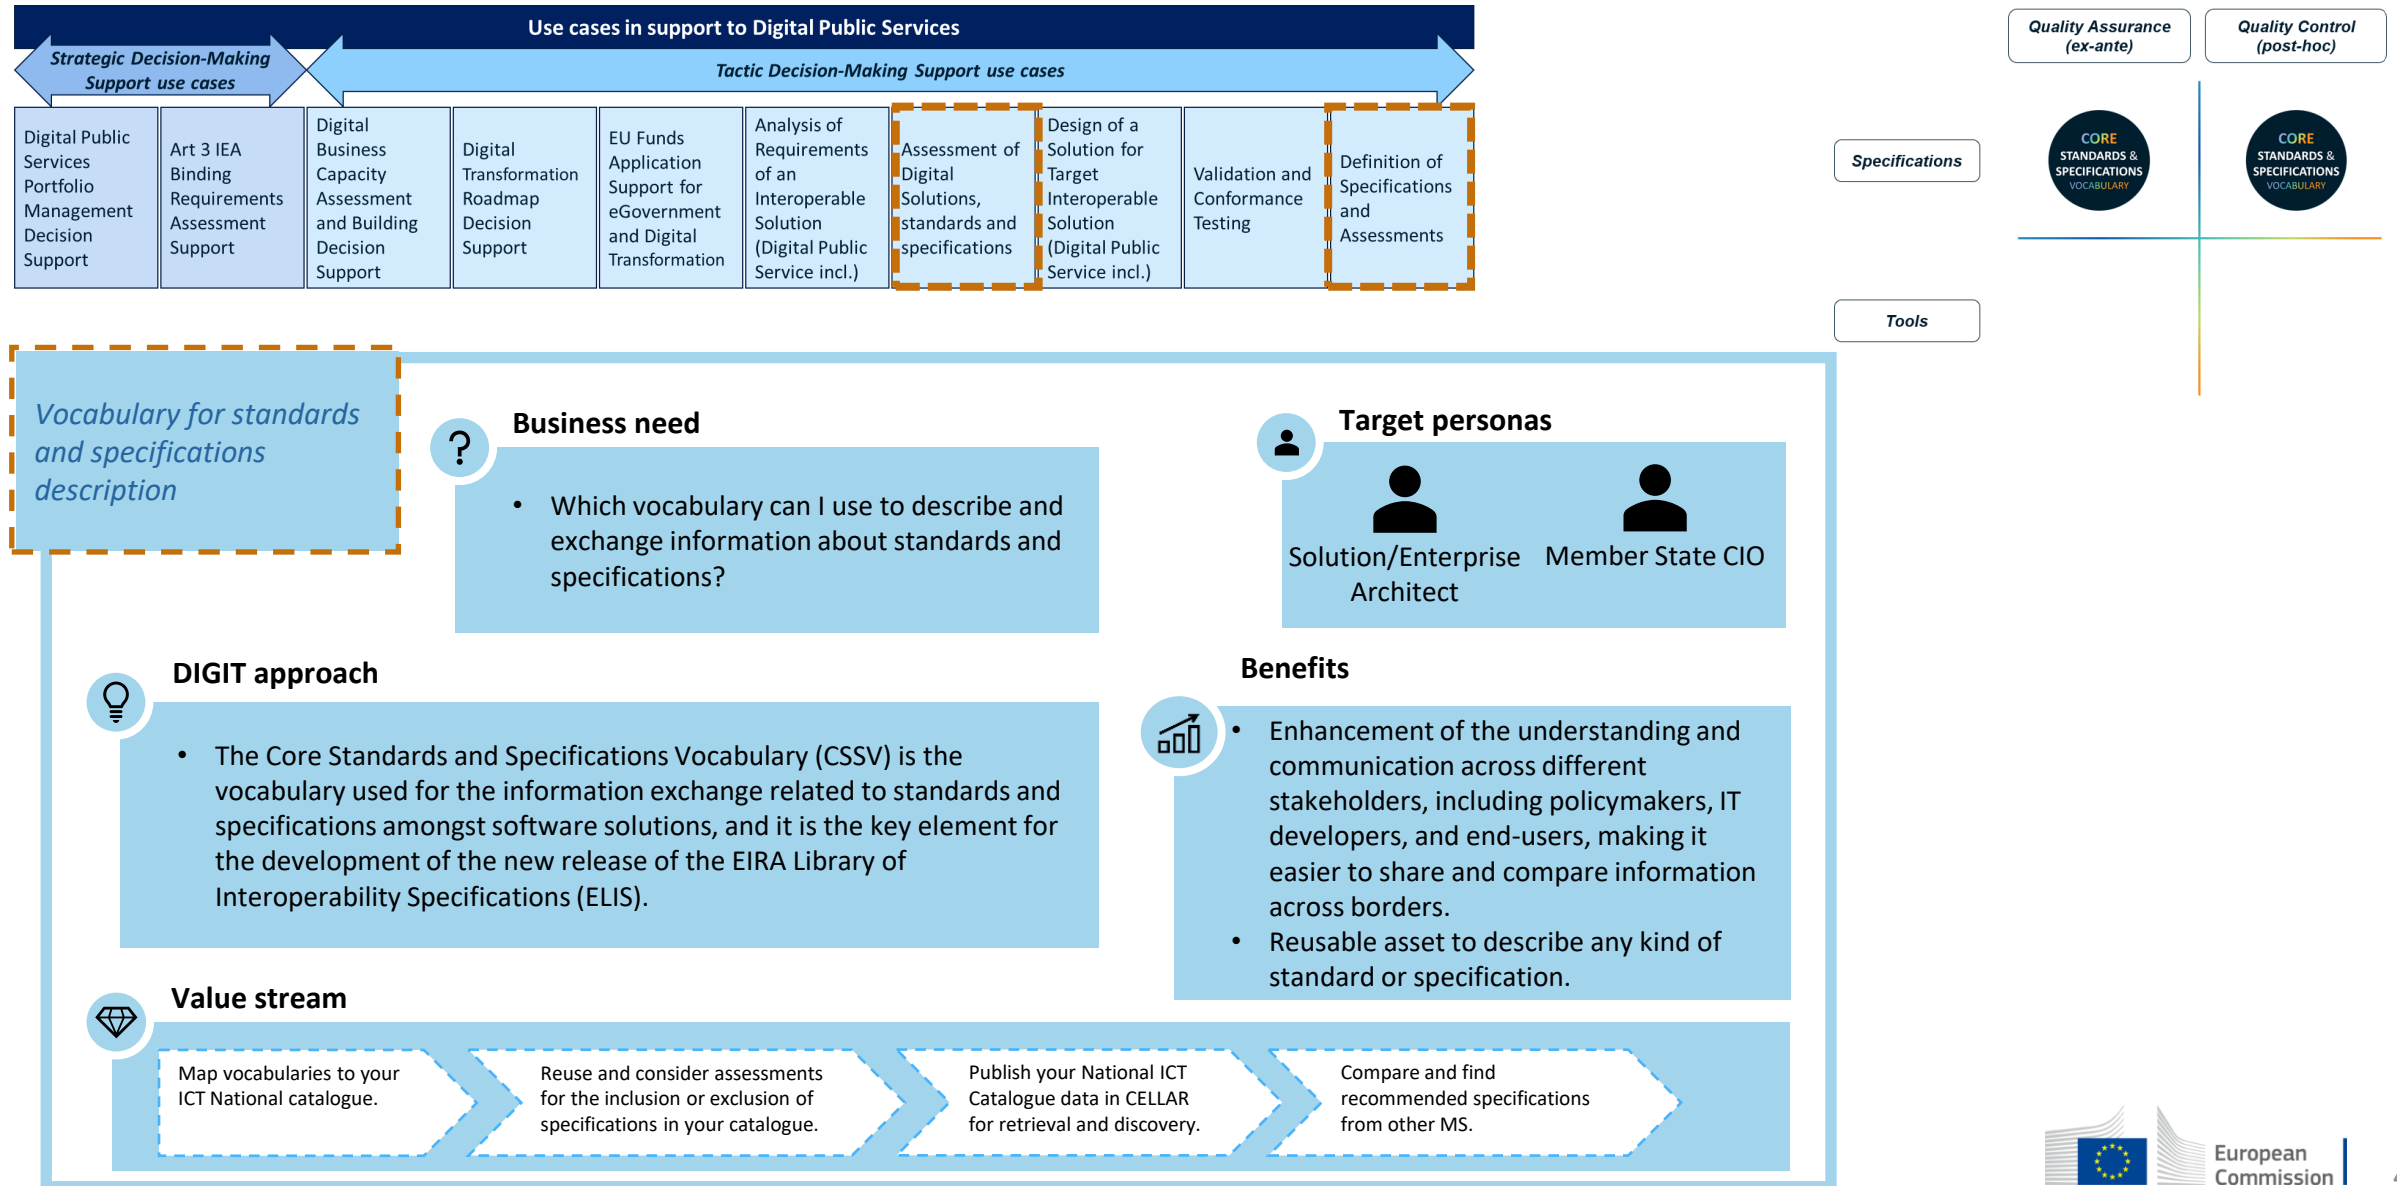 Use cases in support to Digital Public Services
Strategic Decision-Making
Support use cases
Tactic Decision-Making Support use cases
Digital Public
Services
Portfolio
Management
Decision
Support
Art 3 IEA
Binding
Requirements
Assessment
Support
Digital
Business
Capacity
Assessment
and Building
Decision
Support
Digital
Transformation
Roadmap
Decision
Support
EU Funds
Application
Support for
eGovernment
and Digital
Transformation
Analysis of
Requirements
of an
Interoperable
Solution
(Digital Public
Service incl.)
Assessment of
Digital
Solutions,
standards and
specifications
Design of a
Solution for
Target
Interoperable
Solution
(Digital Public
Service incl.)
Validation and
Conformance
Testing
Definition of
Specifications
and
Assessments
Quality Assurance
(ex-ante)
Quality Control
(post-hoc)
Specifications
CORE
STANDARDS &
SPECIFICATIONS
VOCABULARY
CORE
STANDARDS &
SPECIFICATIONS
VOCABULARY
Tools
Vocabulary for standards
and specifications
description
Business need
• Which vocabulary can I use to describe and
exchange information about standards and
specifications?
Target personas
Solution/Enterprise
Architect
Member State CIO
DIGIT approach
• The Core Standards and Specifications Vocabulary (CSSV) is the
vocabulary used for the information exchange related to standards and
specifications amongst software solutions, and it is the key element for
the development of the new release of the EIRA Library of
Interoperability Specifications (ELIS).
Benefits
• Enhancement of the understanding and
communication across different
stakeholders, including policymakers, IT
developers, and end-users, making it
easier to share and compare information
across borders.
• Reusable asset to describe any kind of
standard or specification.
Value stream
Map vocabularies to your
ICT National catalogue.
Reuse and consider assessments
for the inclusion or exclusion of
specifications in your catalogue.
Publish your National ICT
Catalogue data in CELLAR
for retrieval and discovery.
Compare and find
recommended specifications
from other MS.
European
Commission